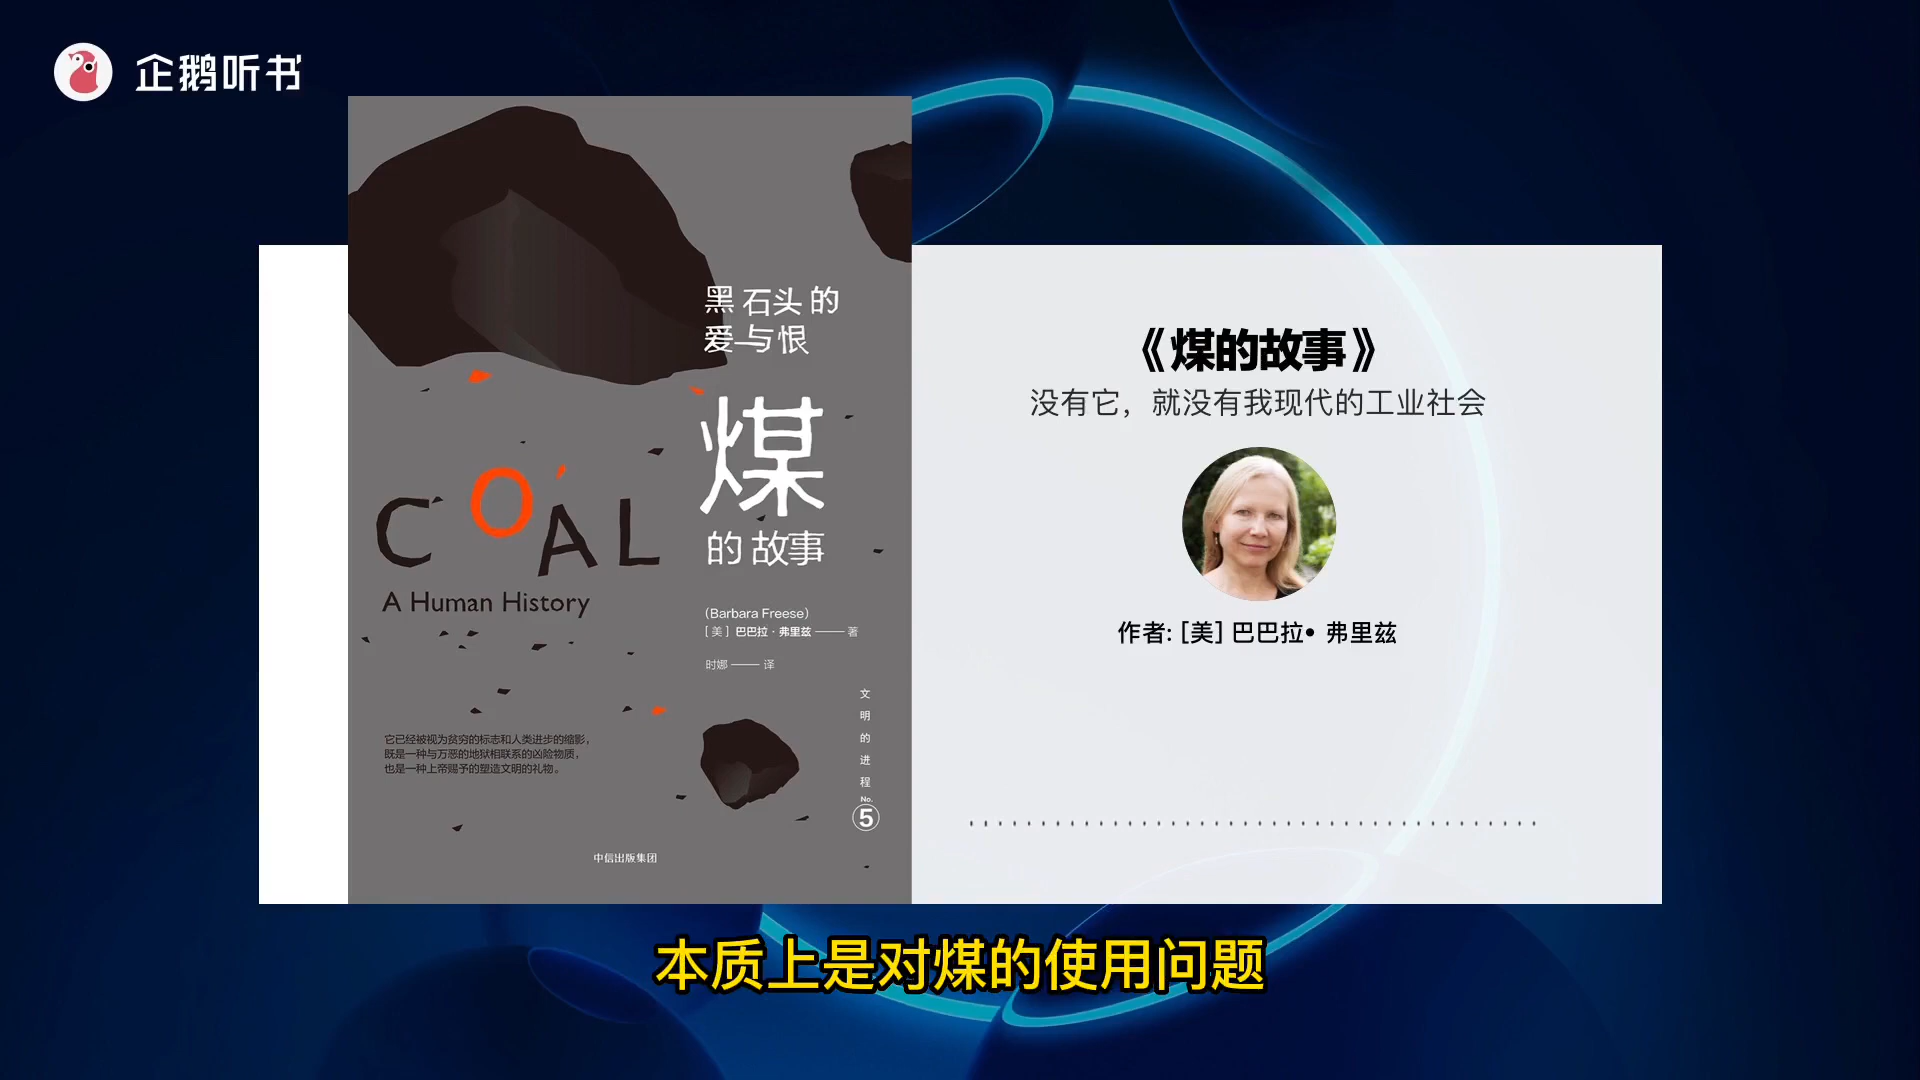 企鹅听书
黑石头的
爱与恨
煤
的故事
COAL
A Human History
(Barbara Freese)
[美] 巴巴拉·弗里兹 —— 著
时娜 —— 译
文明的进程
No.
5
它已经被视为贫穷的标志和人类进步的缩影，
既是一种与万恶的地狱相联系的凶险物质，
也是一种上帝赐予的塑造文明的礼物。
中信出版集团
《煤的故事》
没有它，就没有我现代的工业社会
作者: [美] 巴巴拉• 弗里兹
本质上是对煤的使用问题